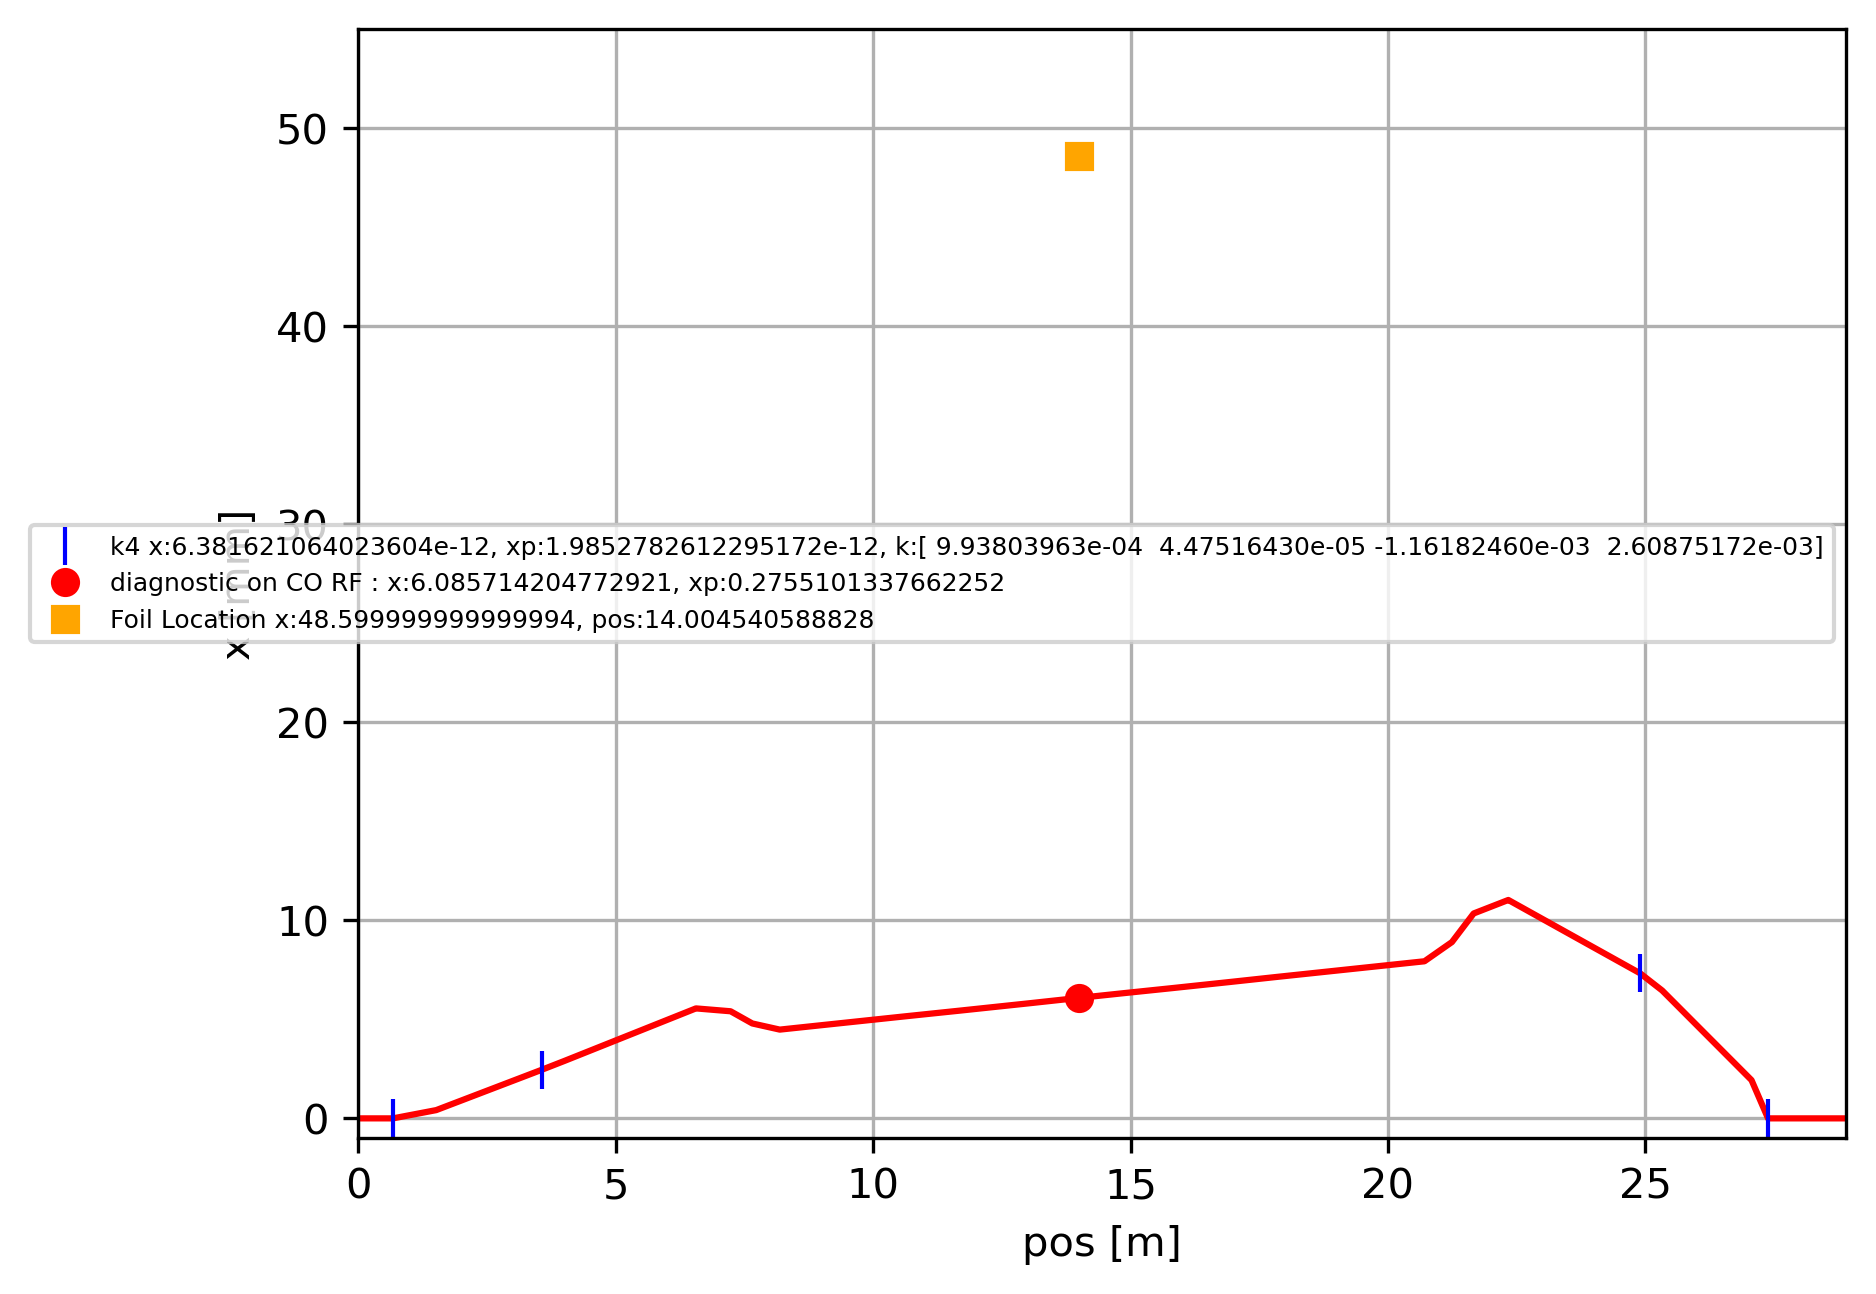 50
40
30
20
10
0
x [mm]
k4 x:6.381621064023604e-12, xp:1.9852782612295172e-12, k:[ 9.93803963e-04  4.47516430e-05 -1.16182460e-03  2.60875172e-03]
diagnostic on CO RF : x:6.085714204772921, xp:0.2755101337662252
Foil Location x:48.599999999999994, pos:14.004540588828
0 5 10 15 20 25
pos [m]